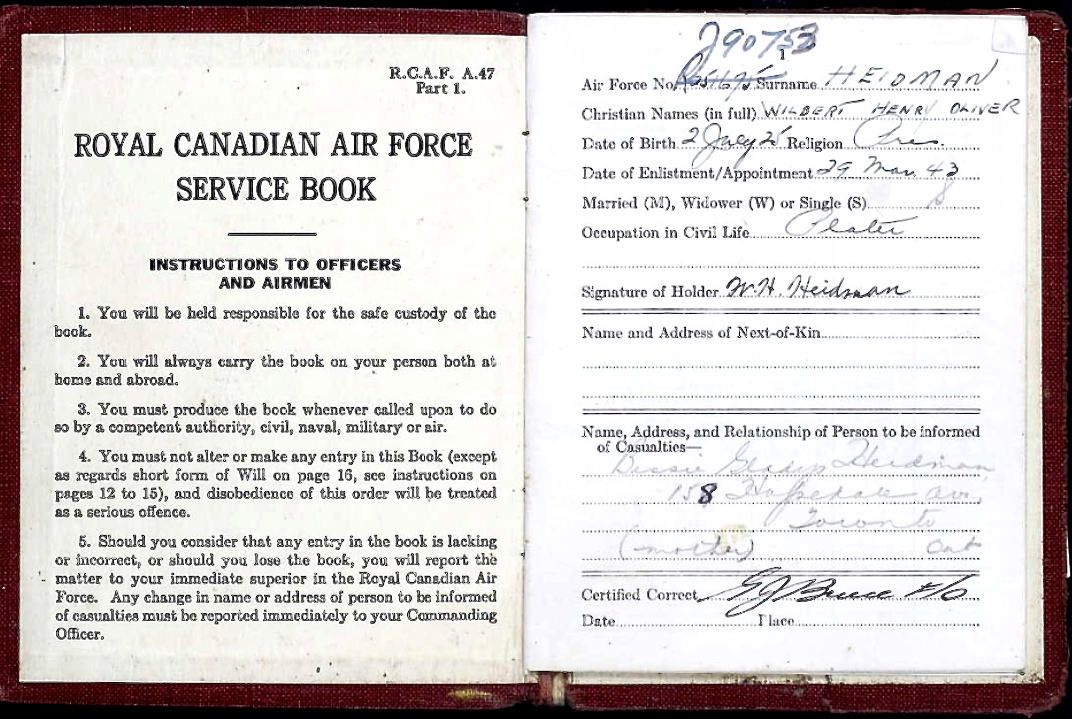 R.C.A.F. A.47
Part 1.
ROYAL CANADIAN AIR FORCE
SERVICE BOOK
INSTRUCTIONS TO OFFICERS
AND AIRMEN
1. You will be held responsible for the safe custody of the
book.
2. You will always carry the book on your person both at
home and abroad.
3. You must produce the book whenever called upon to do
so by a competent authority, civil, naval, military or air.
4. You must not alter or make any entry in this Book (except
as regards short form of Will on page 16, see instructions on
pages 12 to 15), and disobedience of this order will be treated
as a serious offence.
5. Should you consider that any entry in the book is lacking
or incorrect, or should you lose the book, you will report the
matter to your immediate superior in the Royal Canadian Air
Force. Any change in name or address of person to be informed
of casualties must be reported immediately to your Commanding
Officer.
J90753
1
Air Force No. Surname HEIDMAN
Christian Names (in full) WILBERT HENRY OLIVER
Date of Birth 2 July 25 Religion Pres.
Date of Enlistment/Appointment 29 Mar. 43
Married (M), Widower (W) or Single (S) S
Occupation in Civil Life Plater
Signature of Holder W.H. Heidman
Name and Address of Next-of-Kin
Name, Address, and Relationship of Person to be informed
of Casualties—
Bessie Gladys Heidman
158 Ave.
Toronto
(mother) Ont
Certified Correct Bruce F/O
Date Place